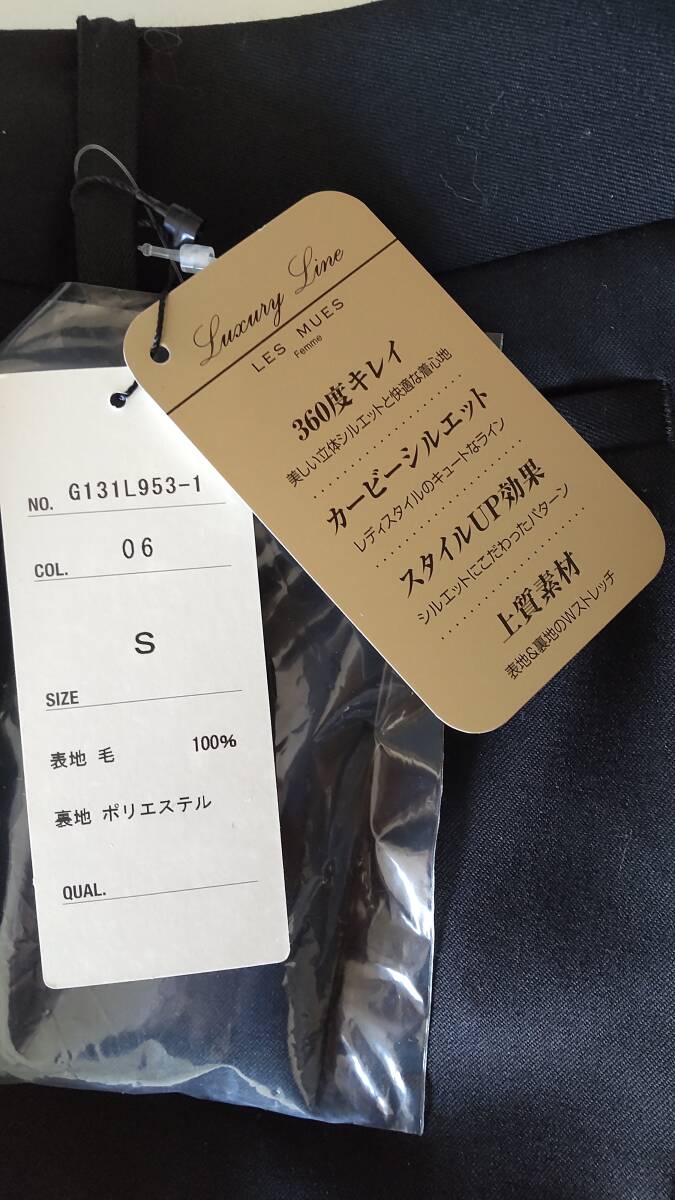 Luxury Line
LES MUES
Femme
360度キレイ
美しい立体シルエットと快適な着心地
カービーシルエット
レディスタイルのキュートなライン
スタイルUP効果
シルエットにこだわったパターン
上質素材
表地&裏地のWストレッチ
NO. G131L953-1
COL. 06
S
SIZE
表地 毛 100%
裏地 ポリエステル
QUAL.